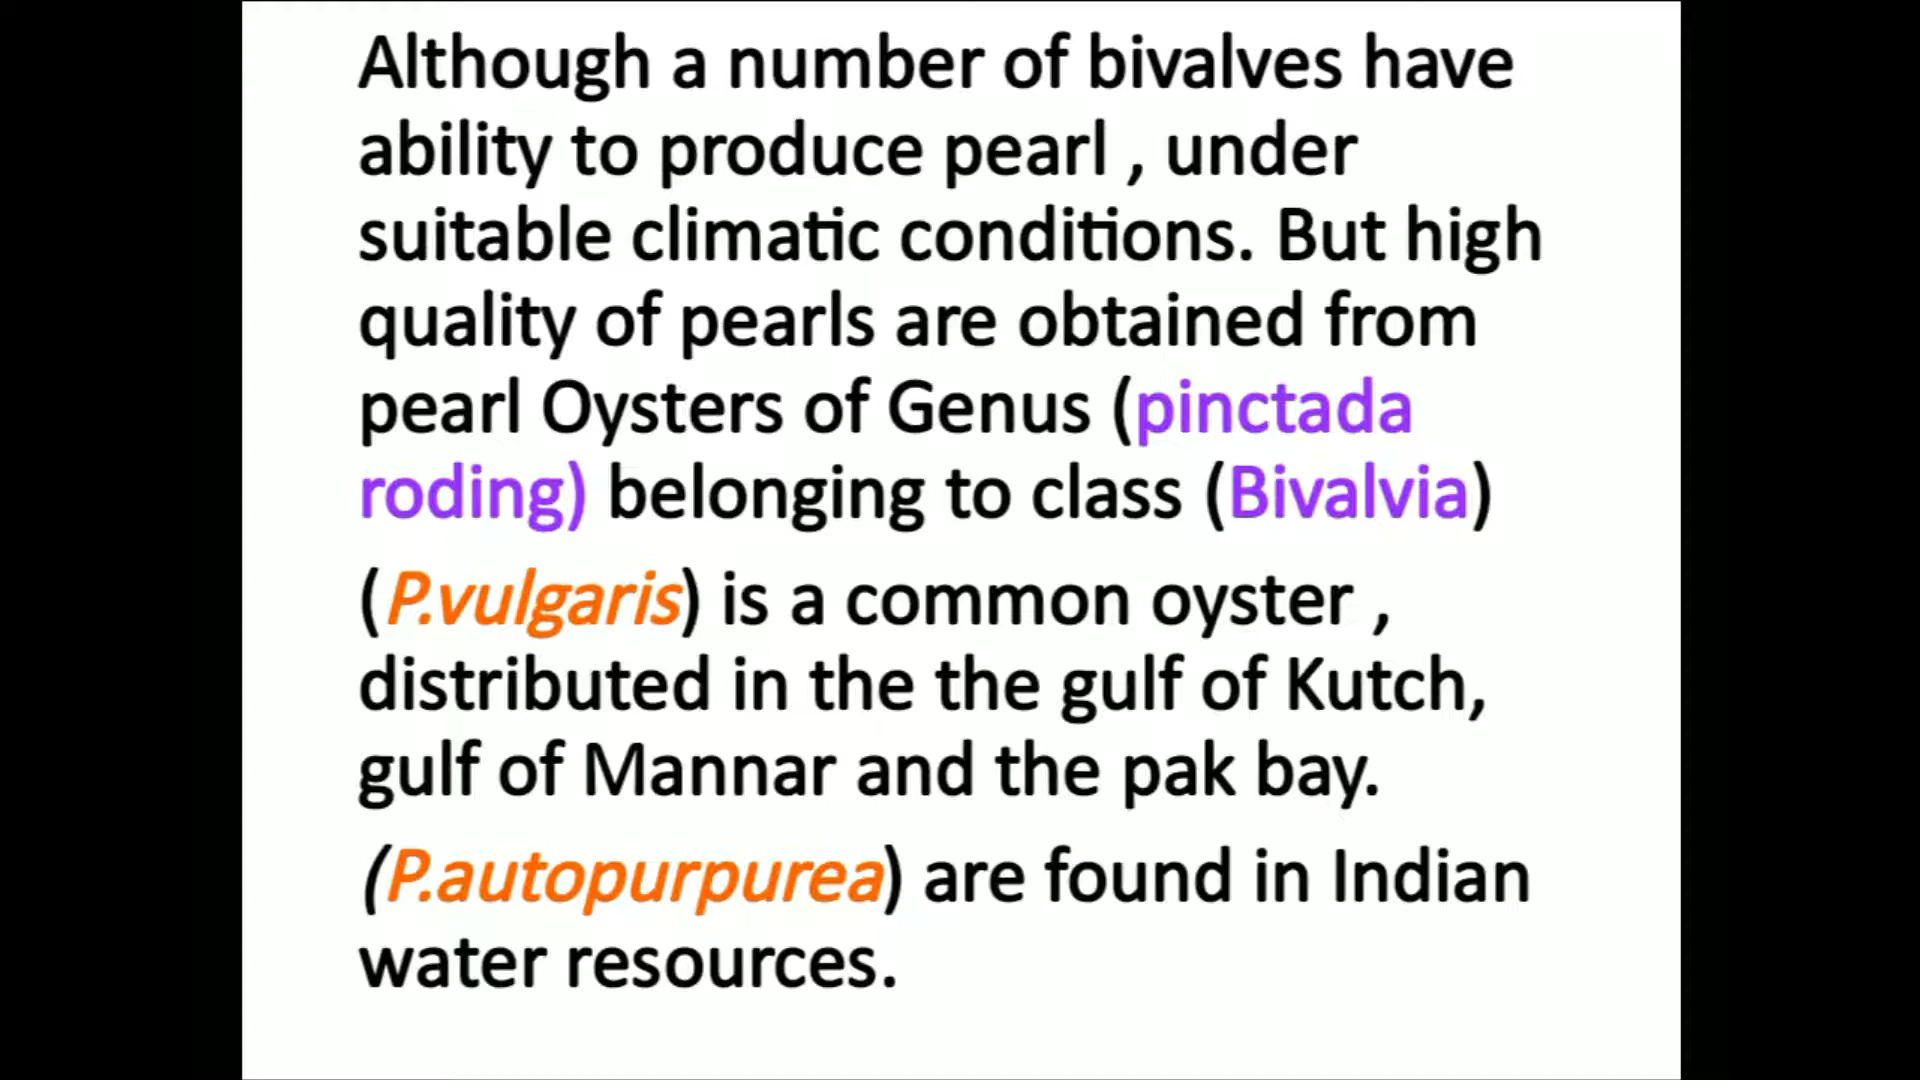 Although a number of bivalves have
ability to produce pearl , under
suitable climatic conditions. But high
quality of pearls are obtained from
pearl Oysters of Genus (pinctada
roding) belonging to class (Bivalvia)
(P.vulgaris) is a common oyster ,
distributed in the the gulf of Kutch,
gulf of Mannar and the pak bay.
(P.autopurpurea) are found in Indian
water resources.